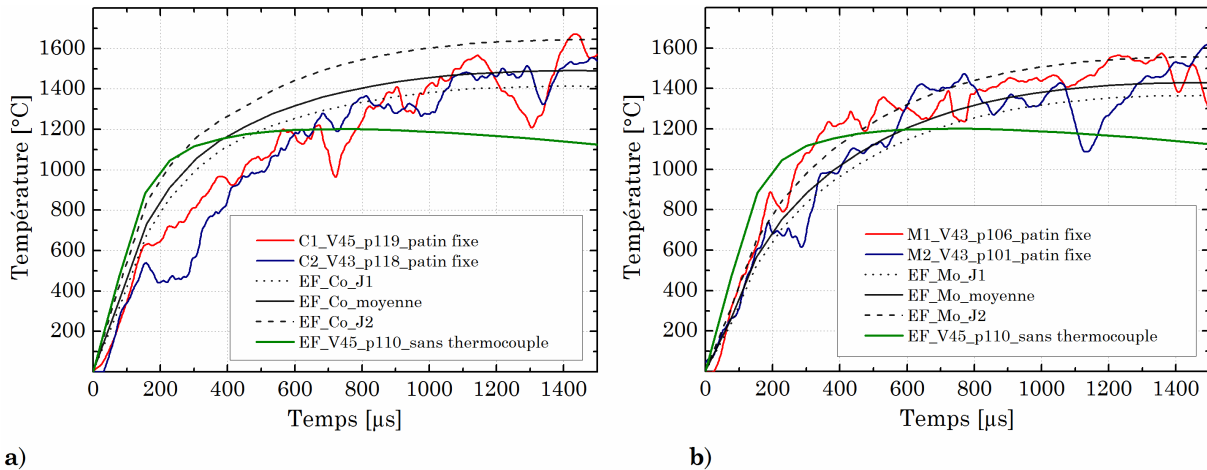 1600
1400
1200
1000
800
600
400
200
Température [°C]
0 200 400 600 800 1000 1200 1400
Temps [µs]
C1_V45_p119_patin fixe
C2_V43_p118_patin fixe
EF_Co_J1
EF_Co_moyenne
EF_Co_J2
EF_V45_p110_sans thermocouple
a)
1600
1400
1200
1000
800
600
400
200
Température [°C]
0 200 400 600 800 1000 1200 1400
Temps [µs]
M1_V43_p106_patin fixe
M2_V43_p101_patin fixe
EF_Mo_J1
EF_Mo_moyenne
EF_Mo_J2
EF_V45_p110_sans thermocouple
b)